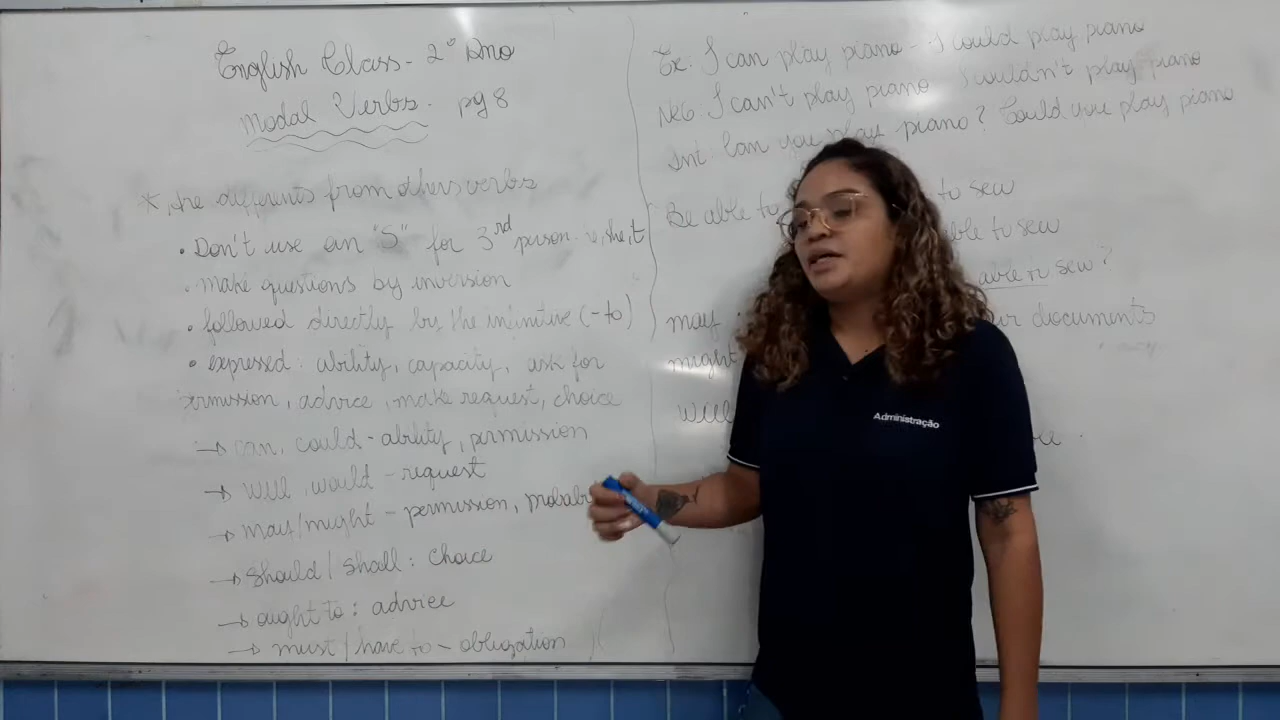 English Class - 2º Ano
Modal Verbs. pg 8
* Are differents from others verbs
• Don't use an "S" for 3rd person. she, it
• make questions by inversion
• followed directly by the infinitive (-to)
• expressed: ability, capacity, ask for
permission, advice, make request, choice
→ can, could - ability, permission
→ will, would - request
→ may/might - permission, probab
→ should / shall: choice
→ ought to: advice
→ must / have to - obligation
Ex: I can play piano - I could play piano
NEG: I can't play piano I couldn't play piano
Int: Can you play piano? Could you play piano
Be able to to sew
able to sew
able to sew?
may documents
might
will
Administração